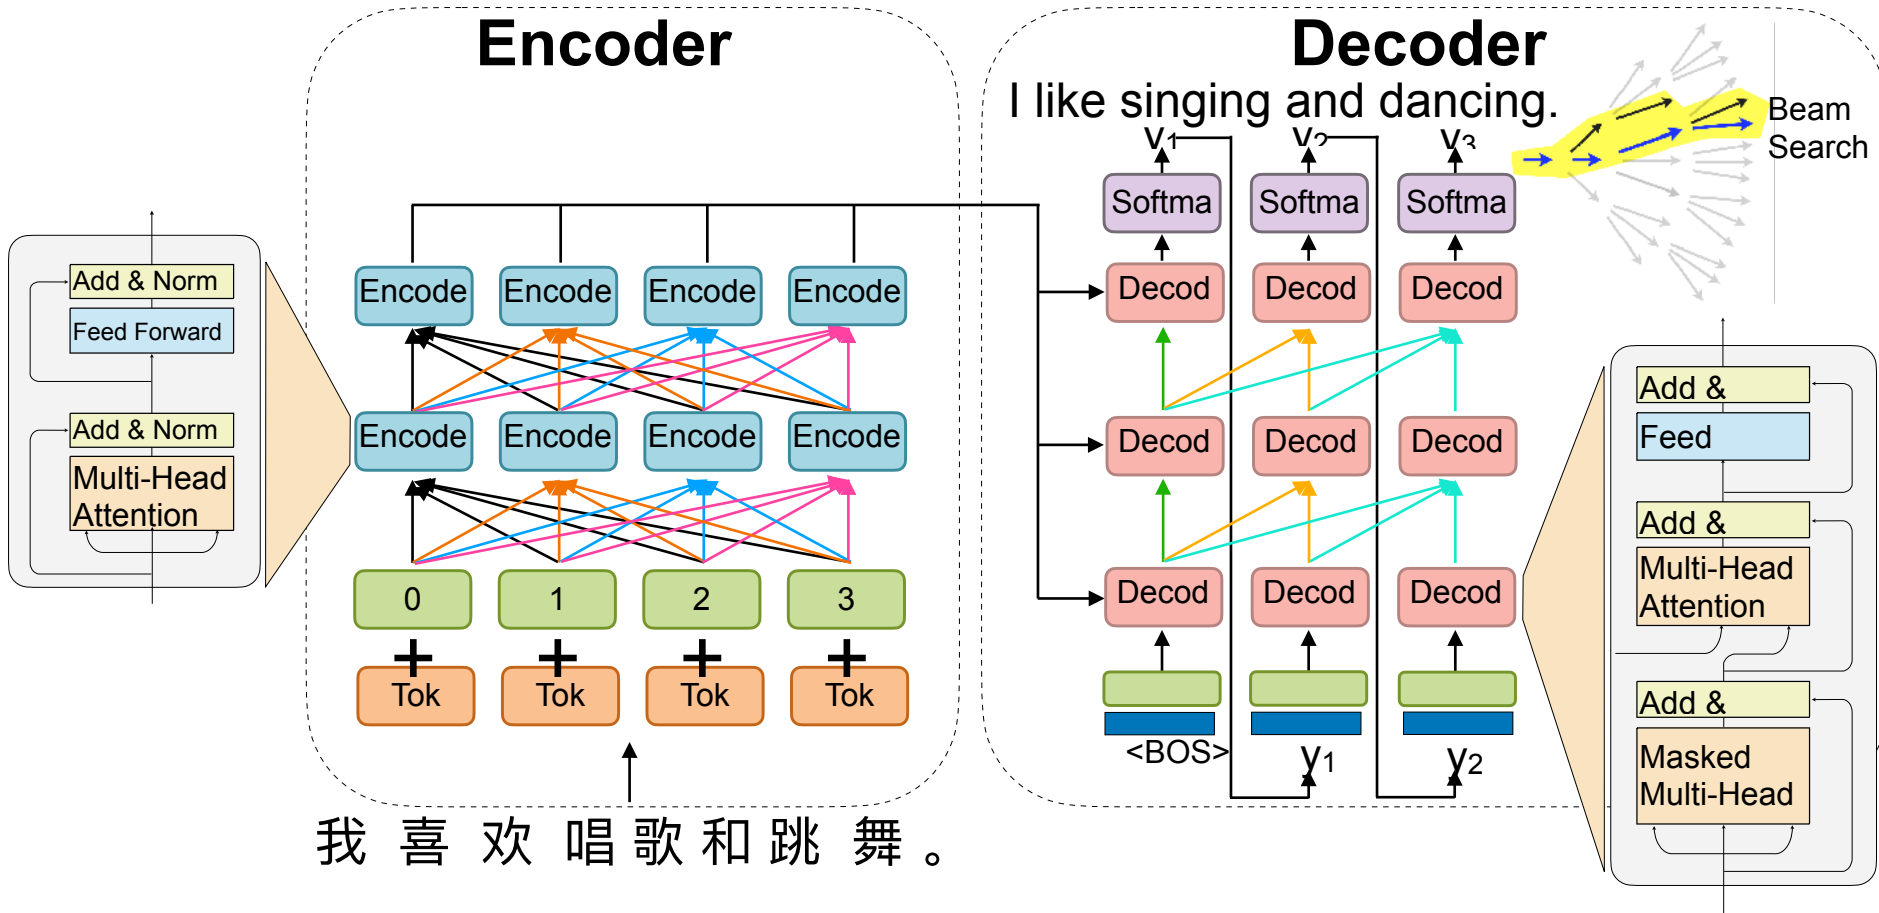 Encoder
Decoder
I like singing and dancing.
Beam
Search
y1
y2
y3
Softma
Softma
Softma
Add & Norm
Feed Forward
Add & Norm
Multi-Head
Attention
Encode
Encode
Encode
Encode
Encode
Encode
Encode
Encode
0
1
2
3
+
+
+
+
Tok
Tok
Tok
Tok
我 喜 欢 唱 歌 和 跳 舞 。
Decod
Decod
Decod
Decod
Decod
Decod
Decod
Decod
Decod
<BOS>
y1
y2
Add &
Feed
Add &
Multi-Head
Attention
Add &
Masked
Multi-Head